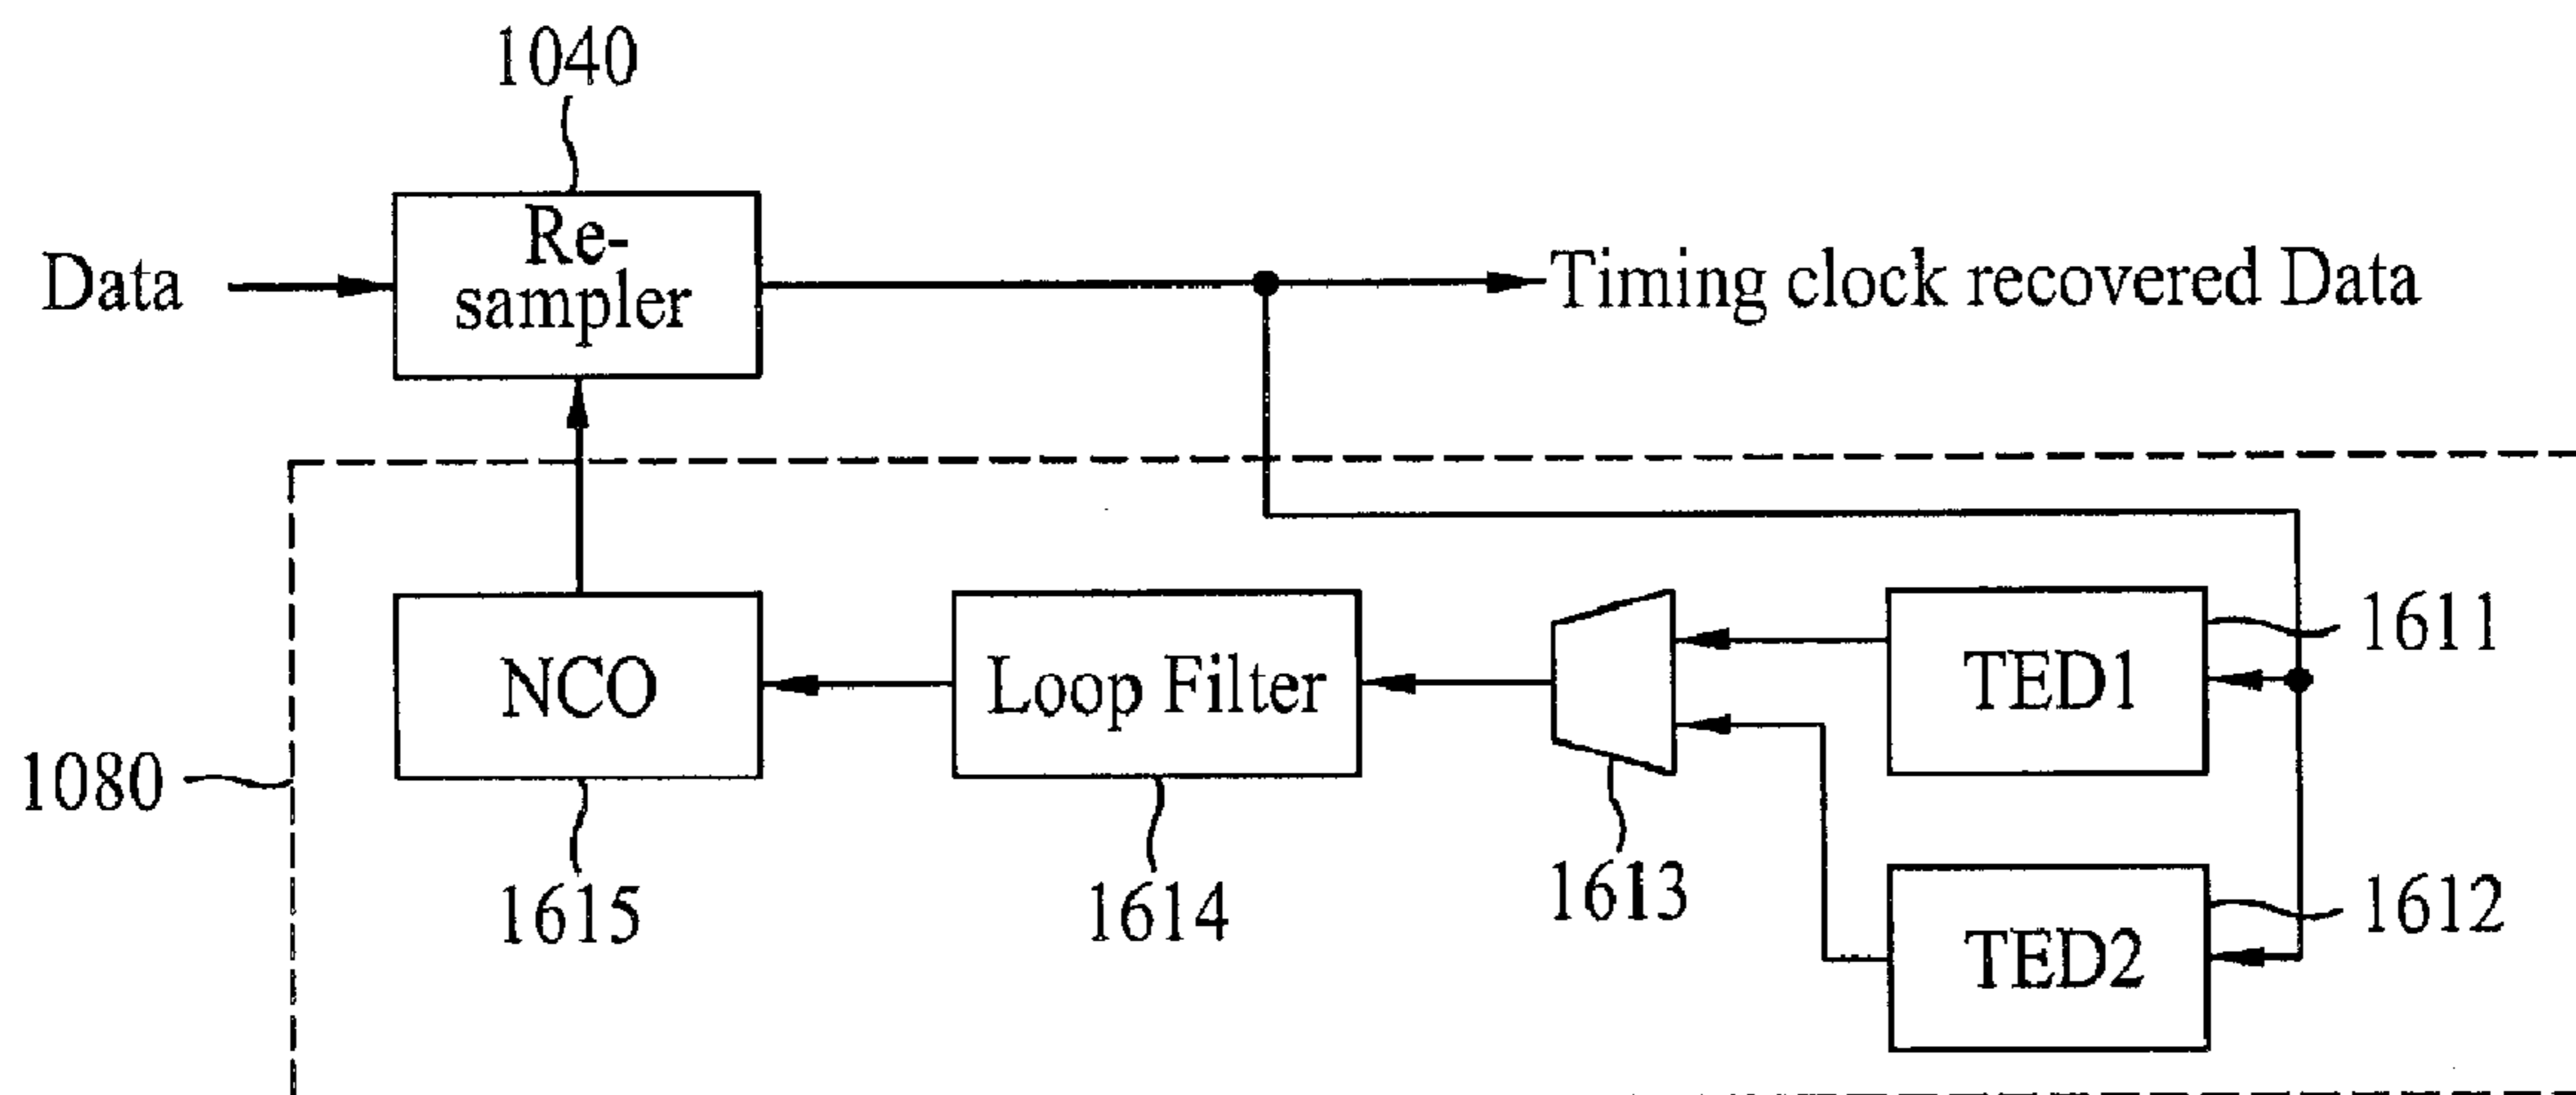 1040
Re-
sampler
Data
Timing clock recovered Data
NCO
Loop Filter
TED1
1611
1080
1615
1614
1613
TED2
1612